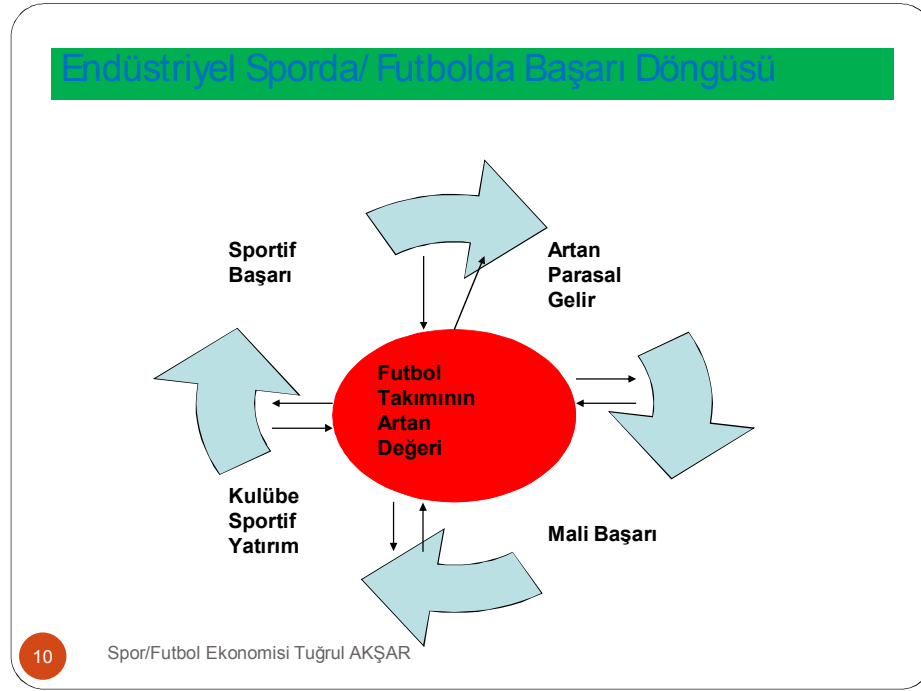 Endüstriyel Sporda/ Futbolda Başarı Döngüsü
Sportif
Başarı
Artan
Parasal
Gelir
Futbol
Takımının
Artan
Değeri
Kulübe
Sportif
Yatırım
Mali Başarı
10
Spor/Futbol Ekonomisi Tuğrul AKŞAR